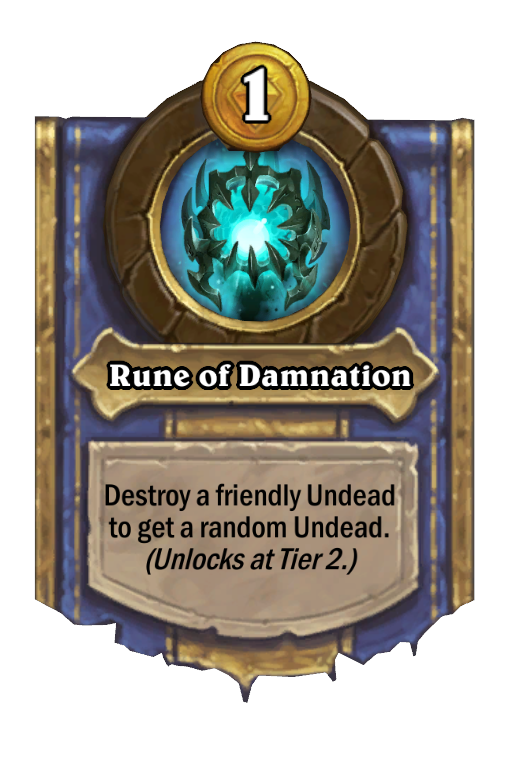 1
Rune of Damnation
Destroy a friendly Undead
to get a random Undead.
(Unlocks at Tier 2.)